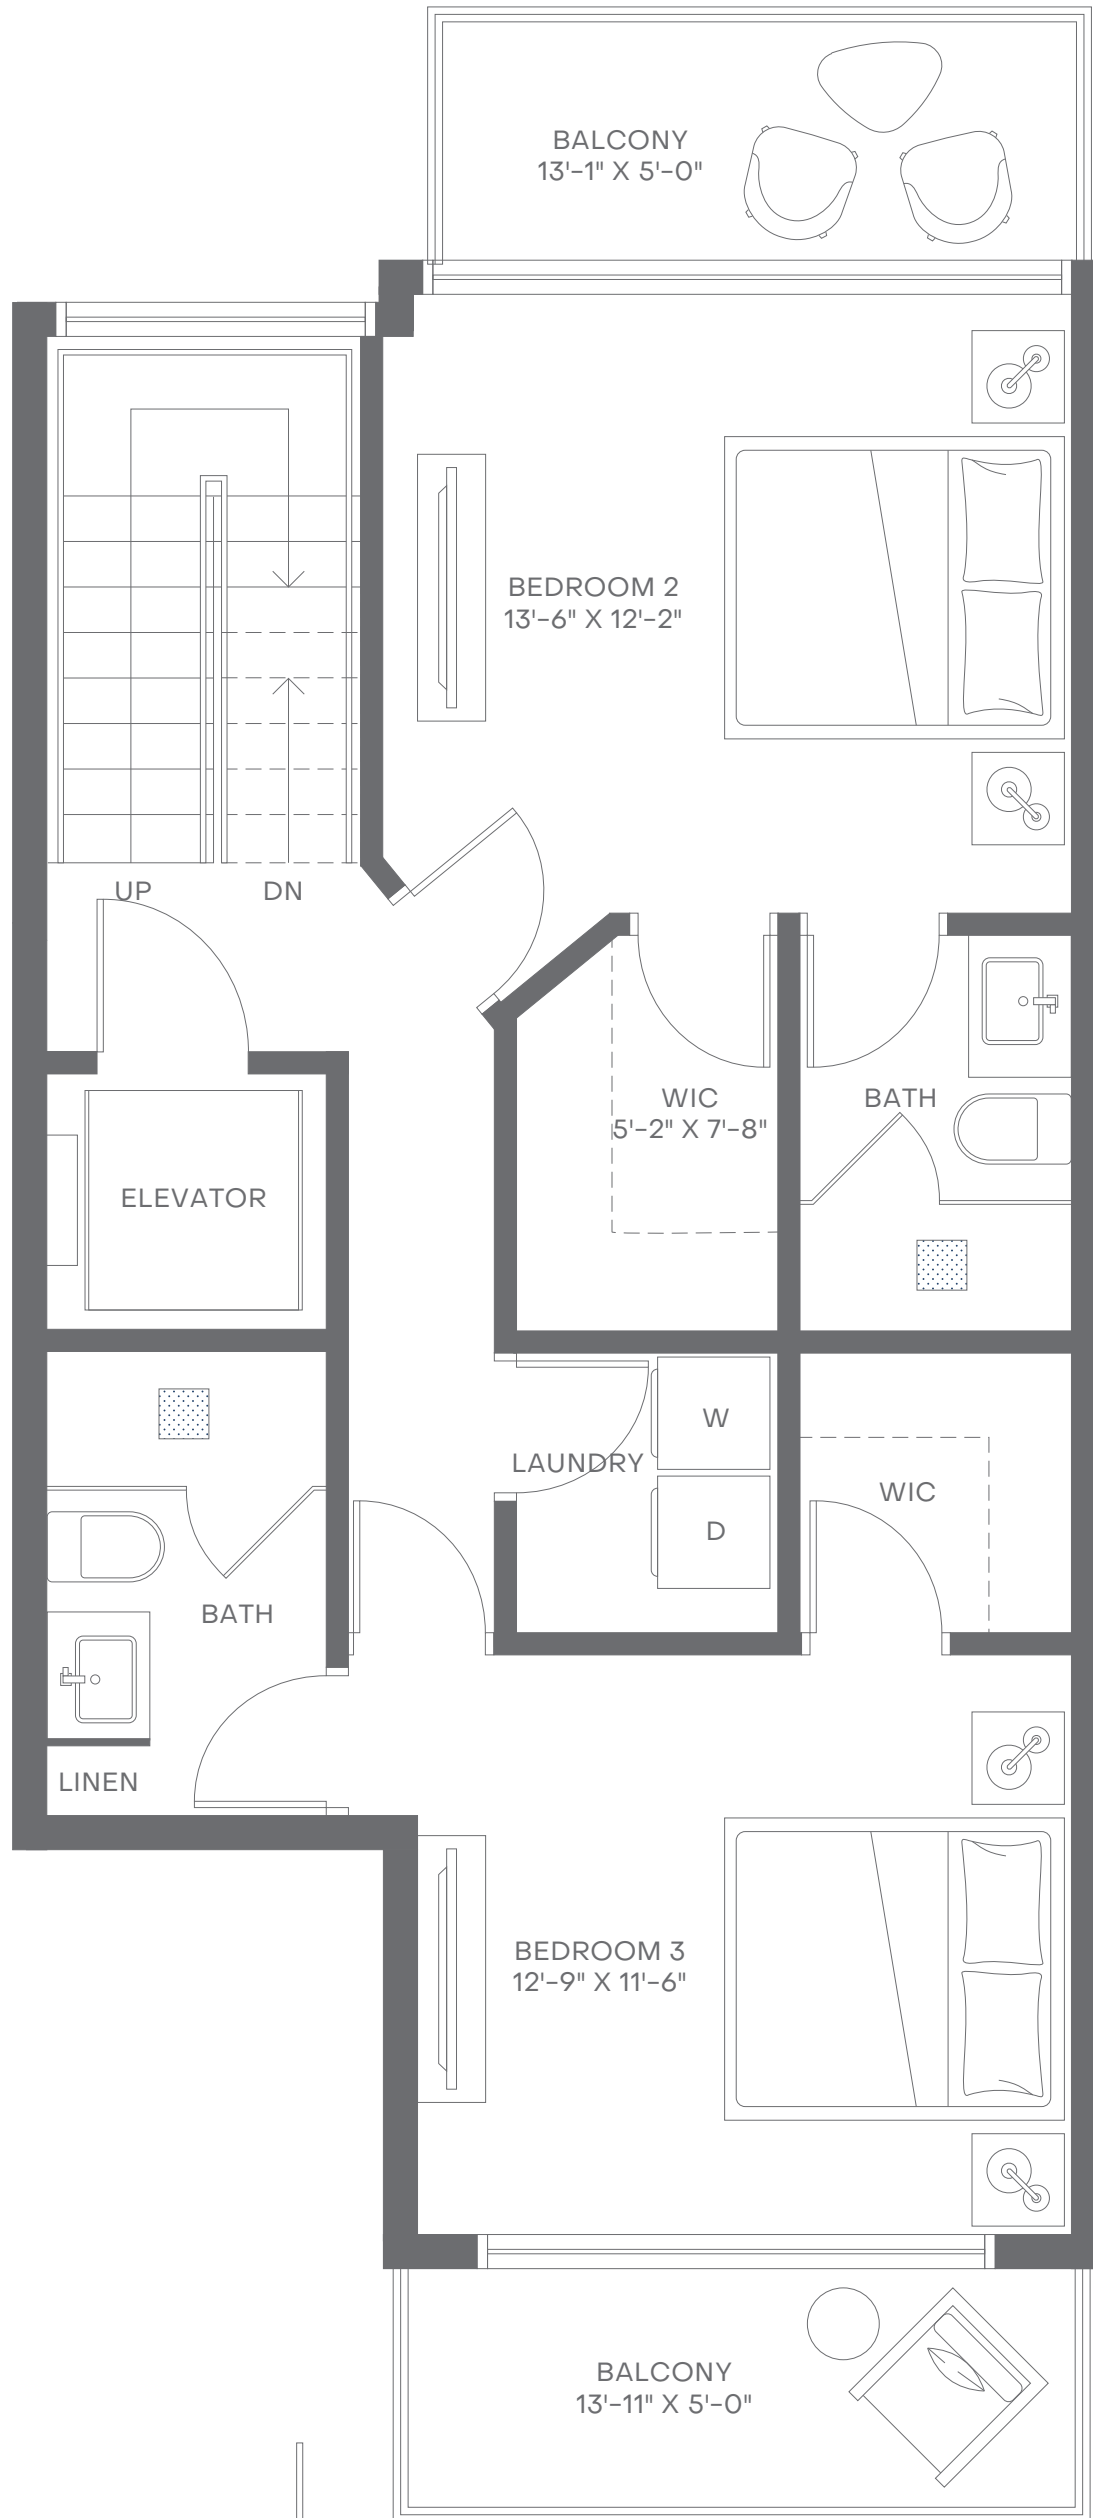 BALCONY
13'-1" X 5'-0"
BEDROOM 2
13'-6" X 12'-2"
UP
DN
WIC
5'-2" X 7'-8"
BATH
ELEVATOR
W
LAUNDRY
WIC
D
BATH
LINEN
BEDROOM 3
12'-9" X 11'-6"
BALCONY
13'-11" X 5'-0"